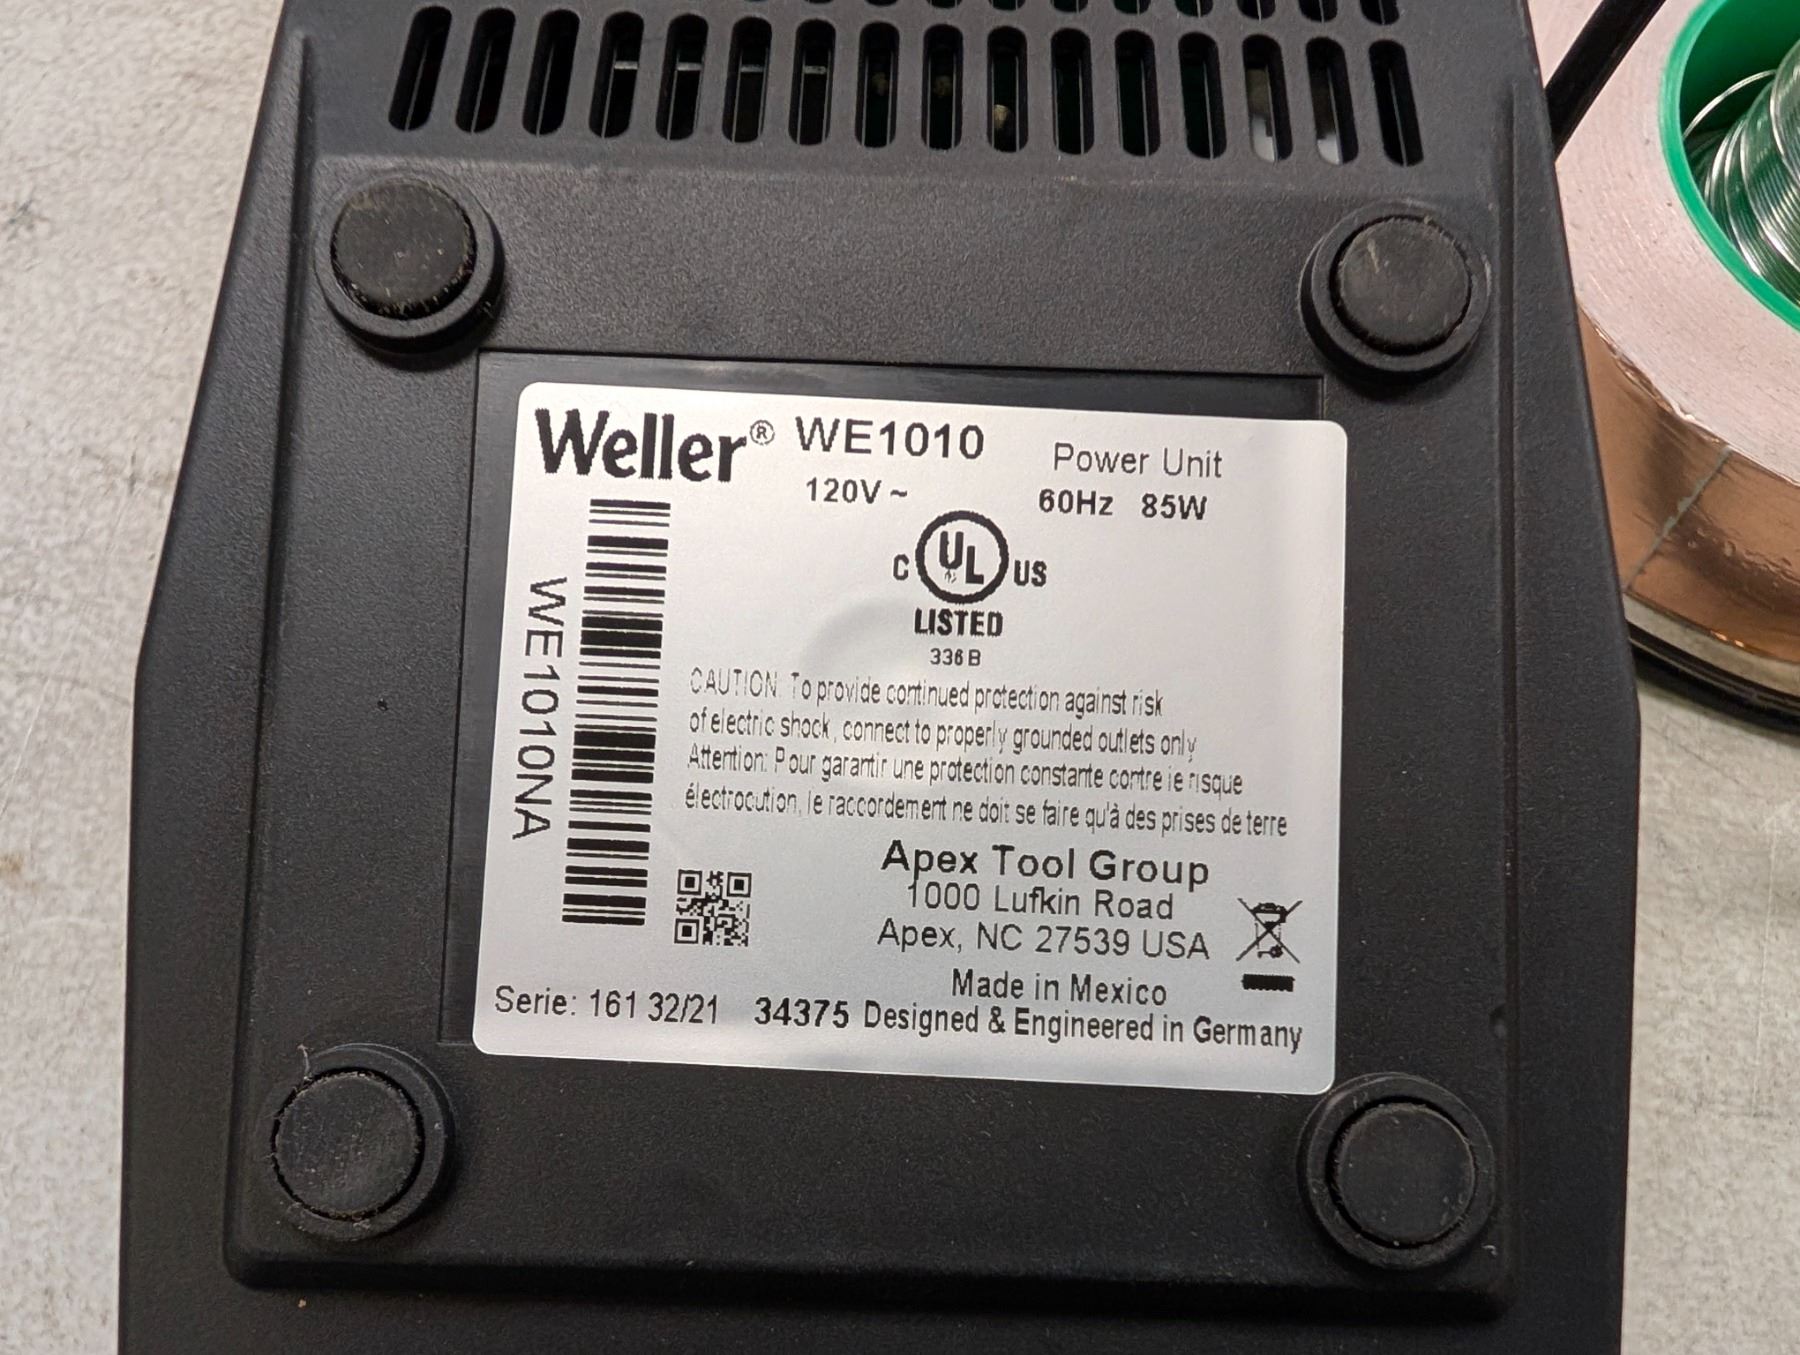 Weller® WE1010 Power Unit
120V ~ 60Hz 85W
C UL US
LISTED
336B
WE1010NA
CAUTION: To provide continued protection against risk
of electric shock, connect to properly grounded outlets only
Attention: Pour garantir une protection constante contre le risque
électrocution, le raccordement ne doit se faire qu'à des prises de terre
Apex Tool Group
1000 Lufkin Road
Apex, NC 27539 USA
Made in Mexico
Serie: 161 32/21 34375 Designed & Engineered in Germany